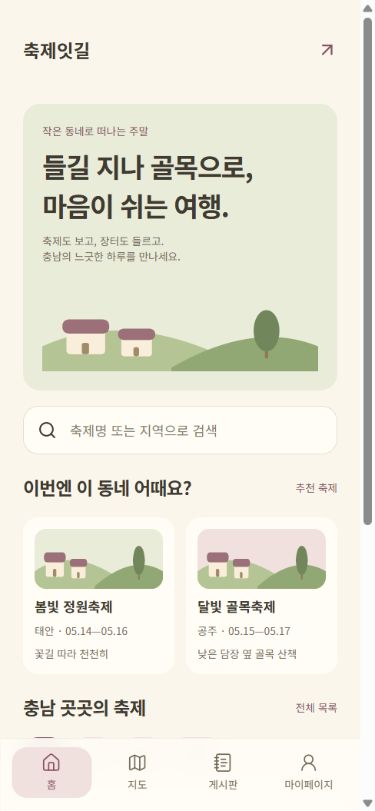 축제잇길
작은 동네로 떠나는 주말
들길 지나 골목으로,
마음이 쉬는 여행.
축제도 보고, 장터도 들르고.
충남의 느긋한 하루를 만나세요.
축제명 또는 지역으로 검색
이번엔 이 동네 어때요?
추천 축제
봄빛 정원축제
태안 · 05.14—05.16
꽃길 따라 천천히
달빛 골목축제
공주 · 05.15—05.17
낮은 담장 옆 골목 산책
충남 곳곳의 축제
전체 목록
홈
지도
게시판
마이페이지